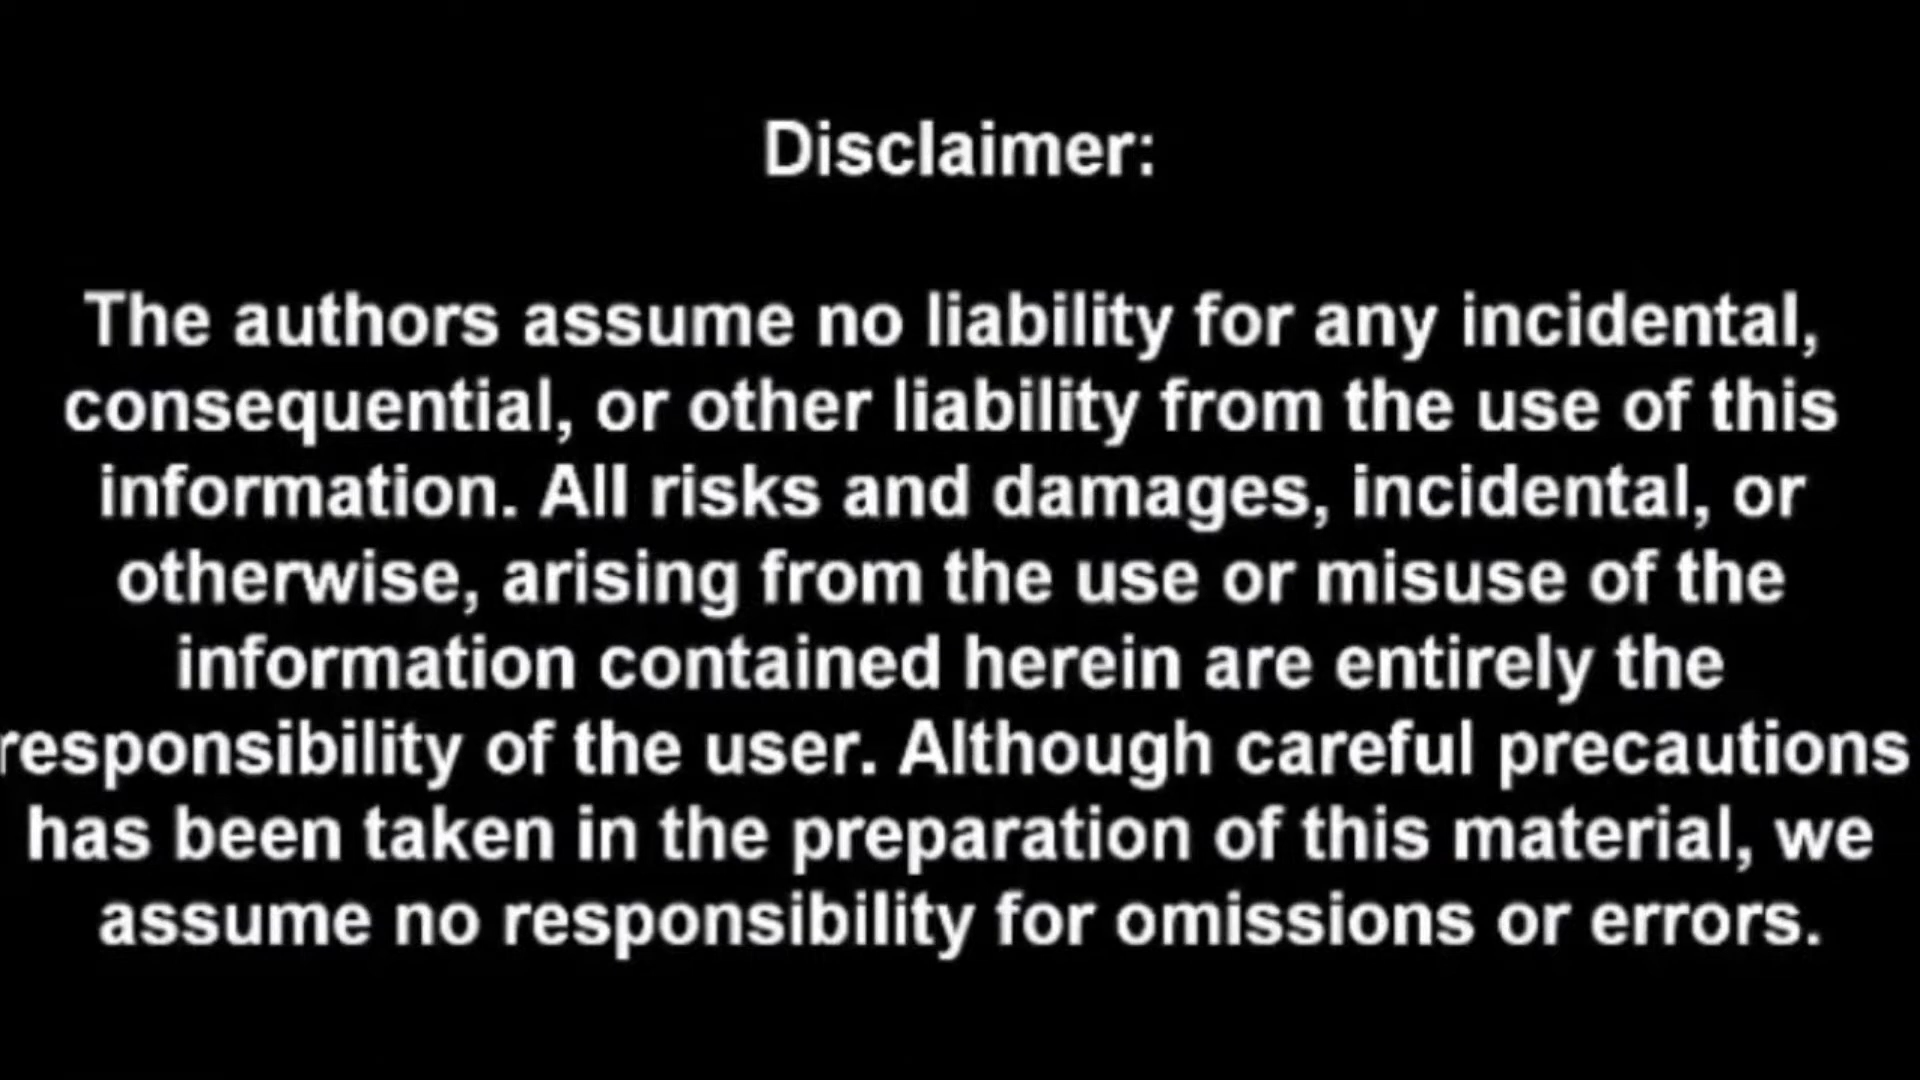 Disclaimer:
The authors assume no liability for any incidental,
consequential, or other liability from the use of this
information. All risks and damages, incidental, or
otherwise, arising from the use or misuse of the
information contained herein are entirely the
responsibility of the user. Although careful precautions
has been taken in the preparation of this material, we
assume no responsibility for omissions or errors.